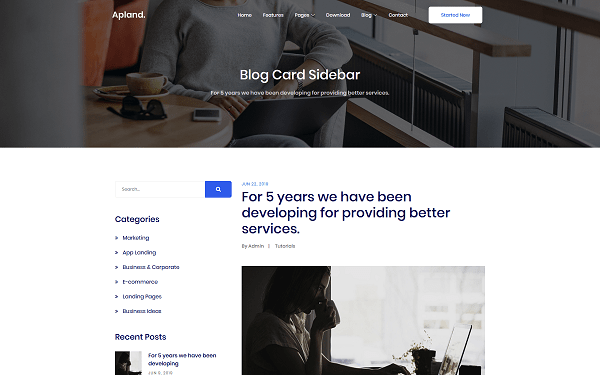 Apland.
Home
Features
Pages
Download
Blog
Contact
Started Now
Blog Card Sidebar
For 5 years we have been developing for providing better services.
Search...
Categories
Marketing
App Landing
Business & Corporate
E-commerce
Landing Pages
Business Ideas
Recent Posts
For 5 years we have been
developing
JUN 9, 2019
JUN 22, 2019
For 5 years we have been
developing for providing better
services.
By Admin | Tutorials